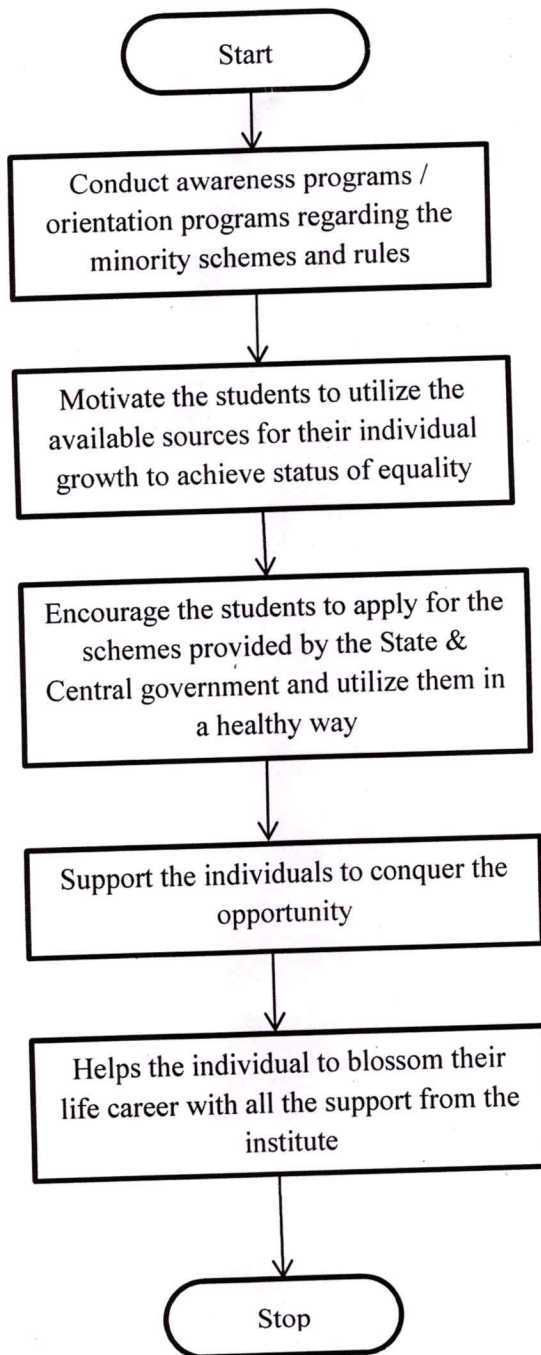 Start
Conduct awareness programs /
orientation programs regarding the
minority schemes and rules
Motivate the students to utilize the
available sources for their individual
growth to achieve status of equality
Encourage the students to apply for the
schemes provided by the State &
Central government and utilize them in
a healthy way
Support the individuals to conquer the
opportunity
Helps the individual to blossom their
life career with all the support from the
institute
Stop